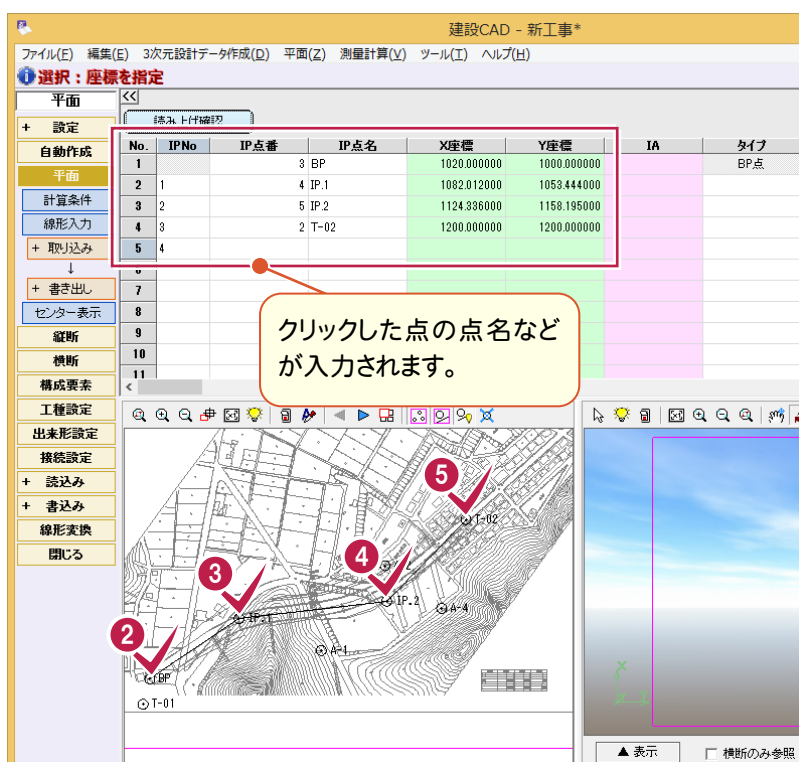 建設CAD - 新工事*
ファイル(F) 編集(E) 3次元設計データ作成(D) 平面(Z) 測量計算(V) ツール(T) ヘルプ(H)
選択：座標を指定
平面
<<
読み上げ確認
+ 設定
自動作成
平面
計算条件
線形入力
+ 取り込み
↓
+ 書き出し
センター表示
縦断
横断
構成要素
工種設定
出来形設定
接続設定
+ 読込み
+ 書込み
線形変換
閉じる
No. IPNo IP点番 IP点名 X座標 Y座標 IA タイプ
1 3 BP 1020.000000 1000.000000 BP点
2 1 4 IP.1 1082.012000 1053.444000
3 2 5 IP.2 1124.336000 1158.195000
4 3 2 T-02 1200.000000 1200.000000
5 4
6
7
8
9
10
11
クリックした点の点名など
が入力されます。
5
T-02
4
3
IP.2
A-4
IP.1
2
A-1
BP
T-01
X
▲ 表示
横断のみ参照